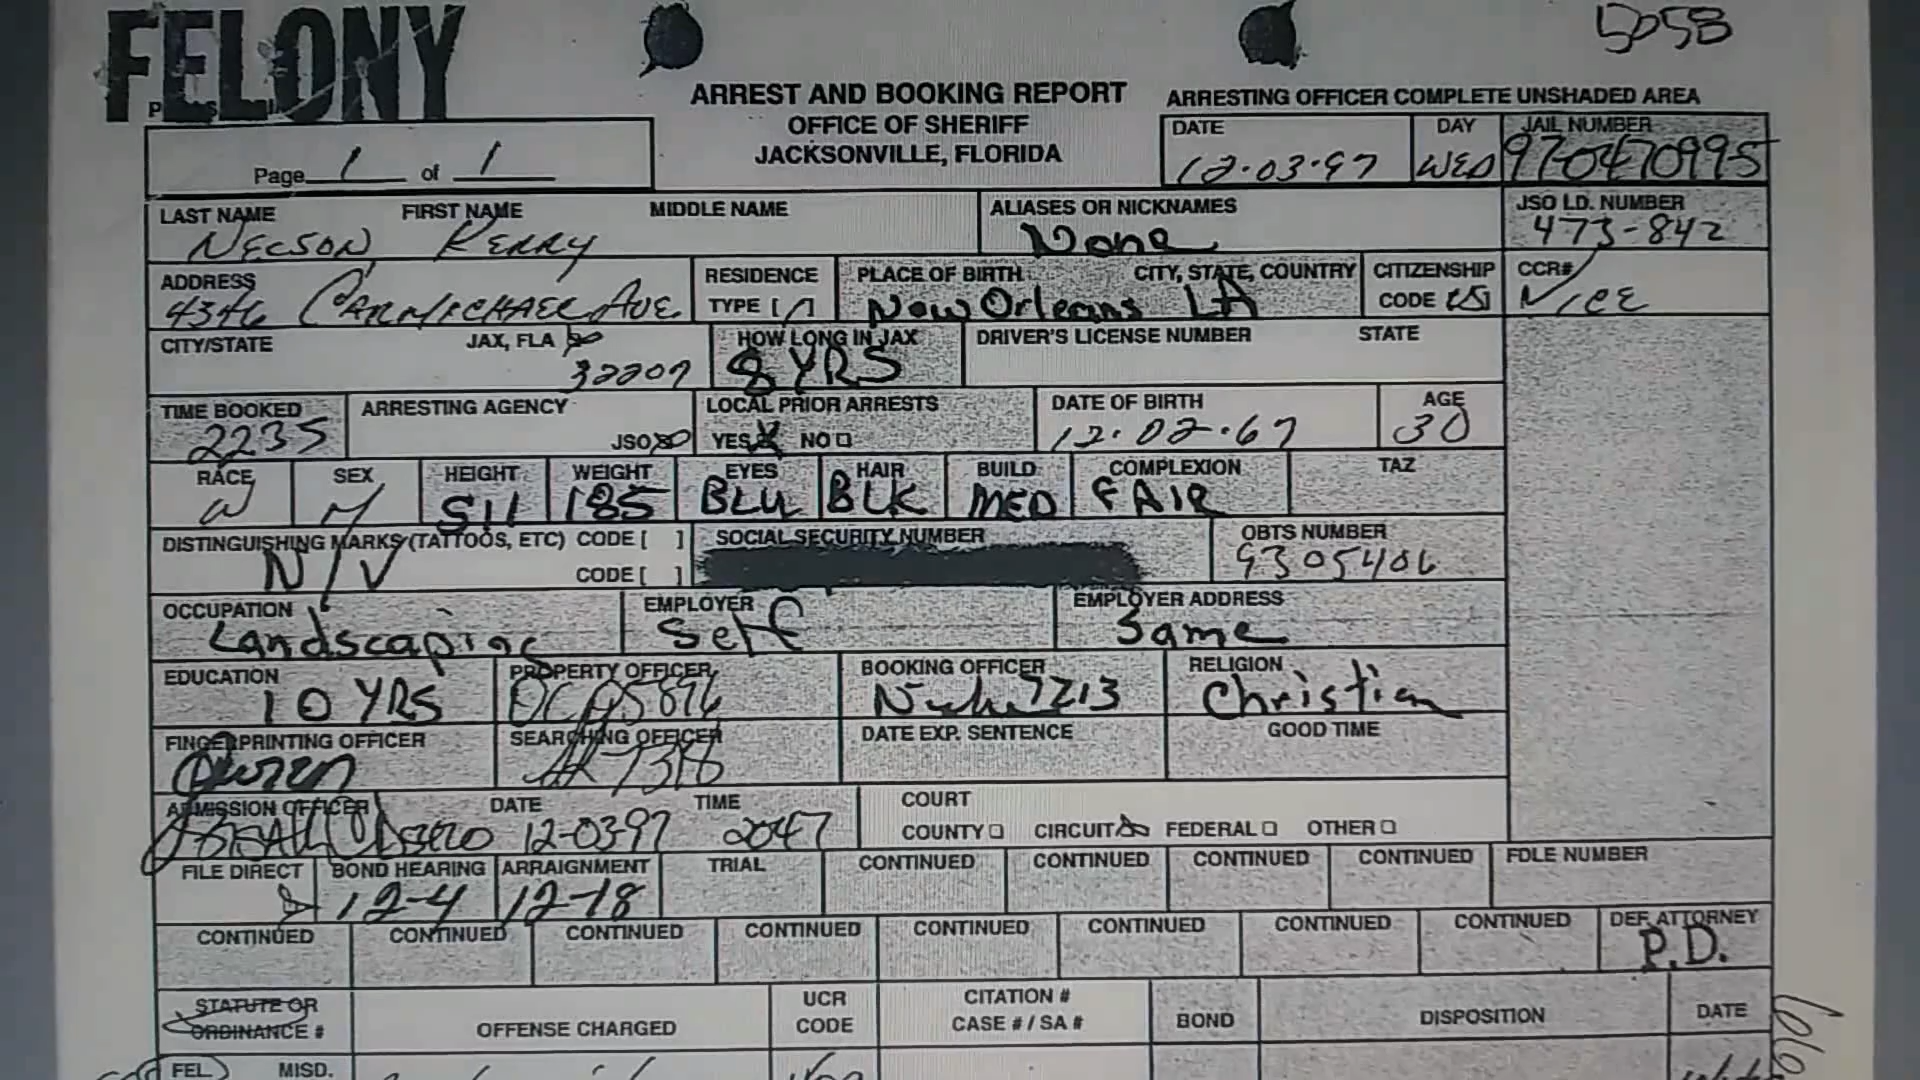 FELONY
5058
ARREST AND BOOKING REPORT
OFFICE OF SHERIFF
JACKSONVILLE, FLORIDA
ARRESTING OFFICER COMPLETE UNSHADED AREA
Page 1 of 1
DATE DAY JAIL NUMBER
12-03-97 WED 970470995
LAST NAME FIRST NAME MIDDLE NAME ALIASES OR NICKNAMES JSO I.D. NUMBER
NELSON KERRY None 473-842
ADDRESS RESIDENCE TYPE [ ] PLACE OF BIRTH CITY, STATE, COUNTRY CITIZENSHIP CODE US CCR#
4346 CARMICHAEL AVE. New Orleans LA
CITY/STATE JAX, FLA HOW LONG IN JAX DRIVER'S LICENSE NUMBER STATE
32207 8 YRS
TIME BOOKED ARRESTING AGENCY LOCAL PRIOR ARRESTS DATE OF BIRTH AGE
2235 JSO YES X NO 12-02-67 30
RACE SEX HEIGHT WEIGHT EYES HAIR BUILD COMPLEXION TAZ
W M 511 185 BLU BLK MED FAIR
DISTINGUISHING MARKS (TATTOOS, ETC) CODE [ ] SOCIAL SECURITY NUMBER OBTS NUMBER
N/V CODE [ ] 9305406
OCCUPATION EMPLOYER EMPLOYER ADDRESS
Landscaping Self Same
EDUCATION PROPERTY OFFICER BOOKING OFFICER RELIGION
10 YRS 7213 Christian
FINGERPRINTING OFFICER SEARCHING OFFICER DATE EXP. SENTENCE GOOD TIME
7318
ADMISSION OFFICER DATE TIME COURT
12-03-97 2047 COUNTY CIRCUIT FEDERAL OTHER
FILE DIRECT BOND HEARING ARRAIGNMENT TRIAL CONTINUED CONTINUED CONTINUED CONTINUED FDLE NUMBER
12-4 12-18
CONTINUED CONTINUED CONTINUED CONTINUED CONTINUED CONTINUED CONTINUED CONTINUED DEF. ATTORNEY
P.D.
STATUTE OR ORDINANCE # OFFENSE CHARGED UCR CODE CITATION # CASE # / SA # BOND DISPOSITION DATE
FEL MISD.